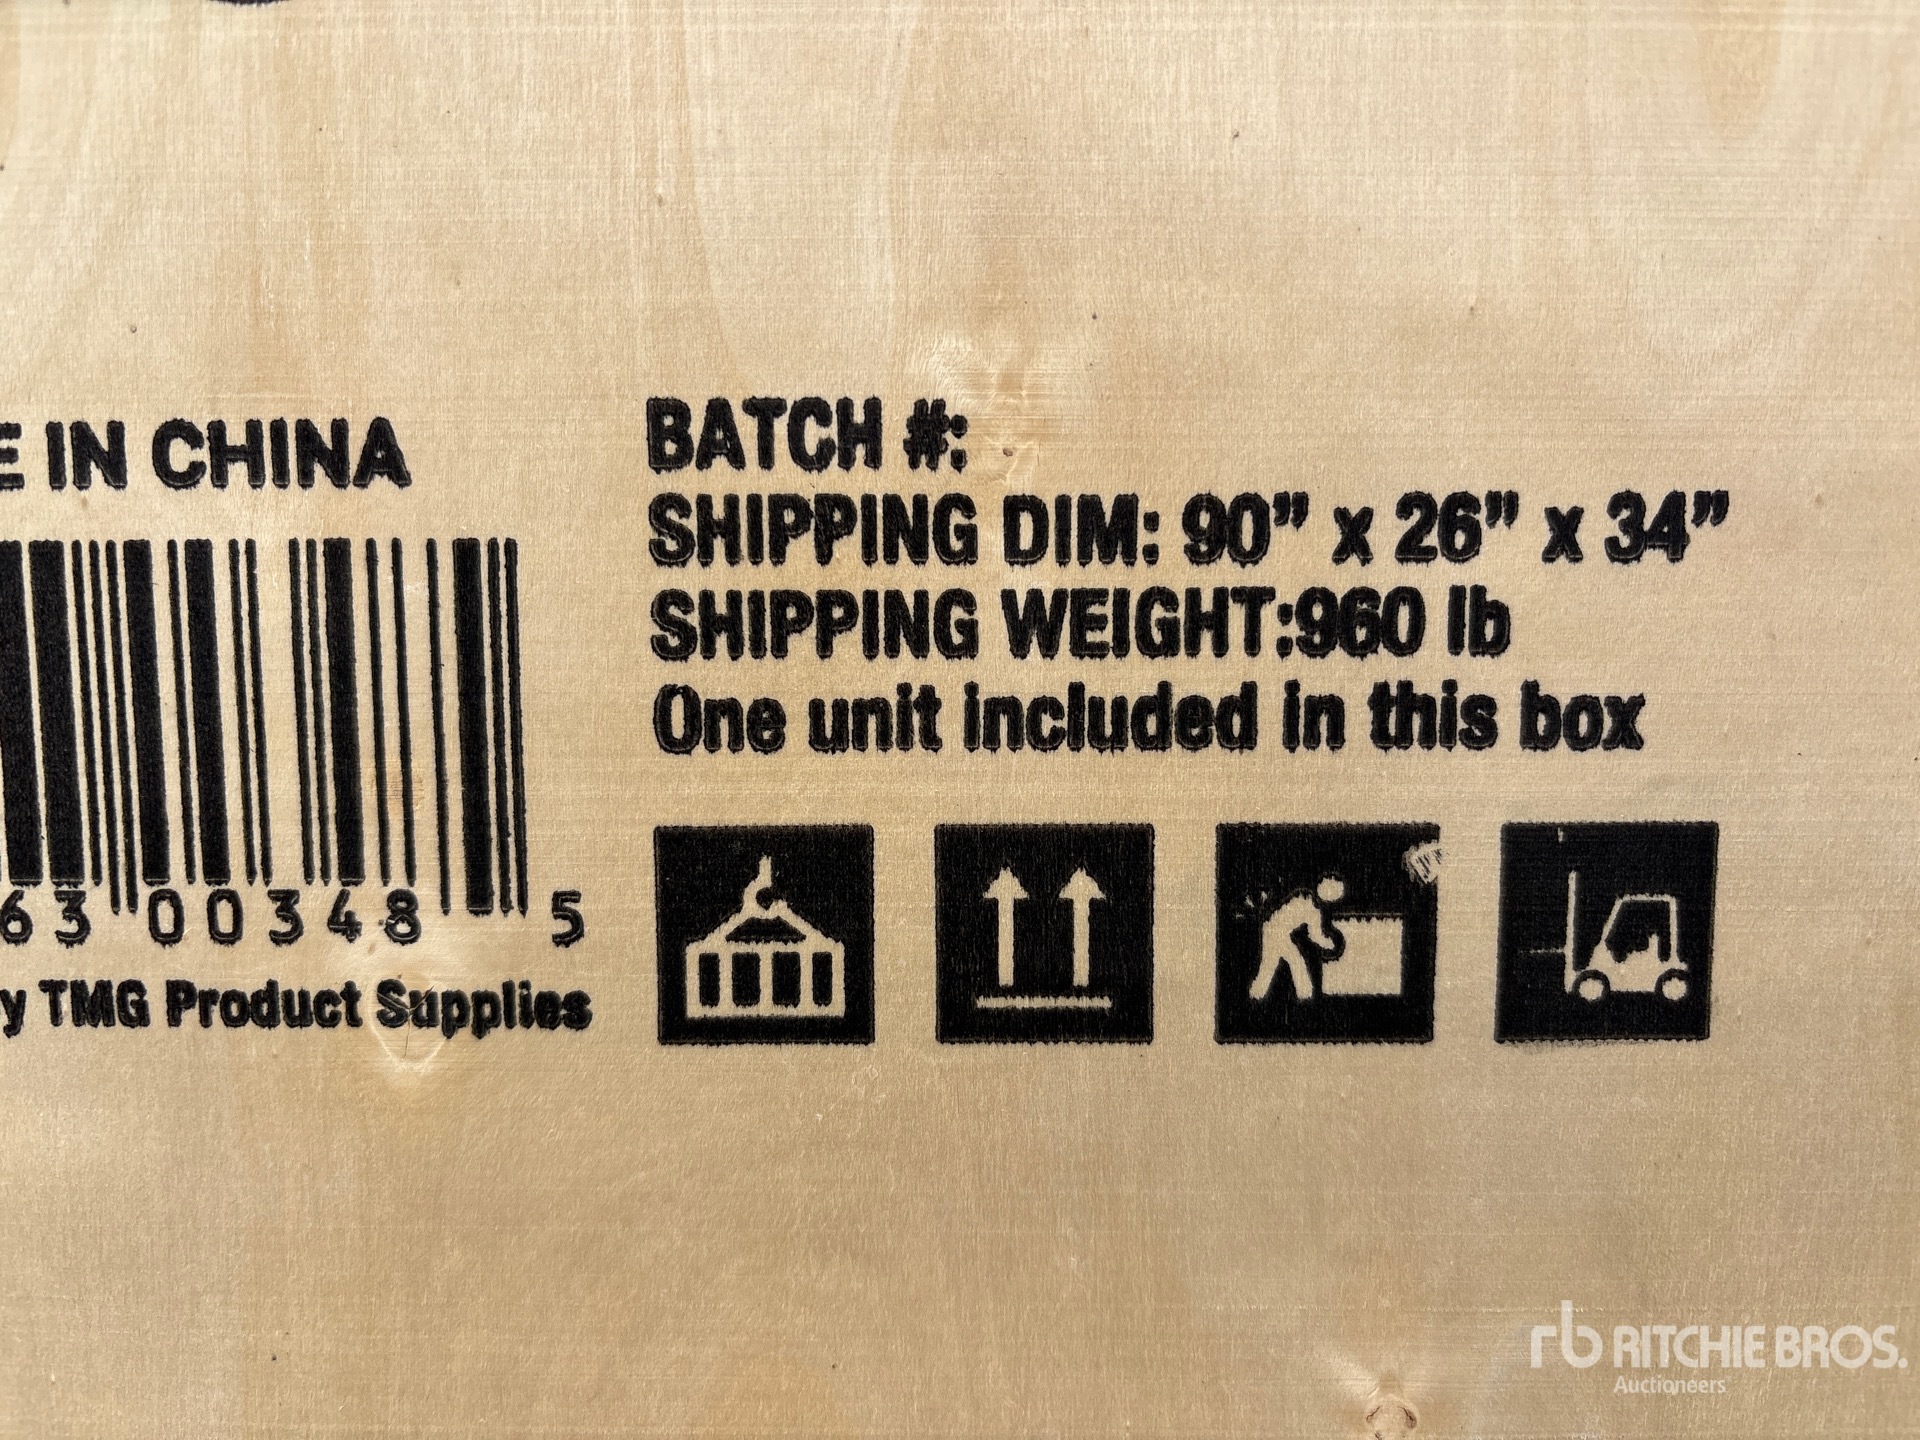 E IN CHINA
63 00348 5
y TMG Product Supplies
BATCH #:
SHIPPING DIM: 90” x 26” x 34”
SHIPPING WEIGHT:960 lb
One unit included in this box
rb RITCHIE BROS.
Auctioneers